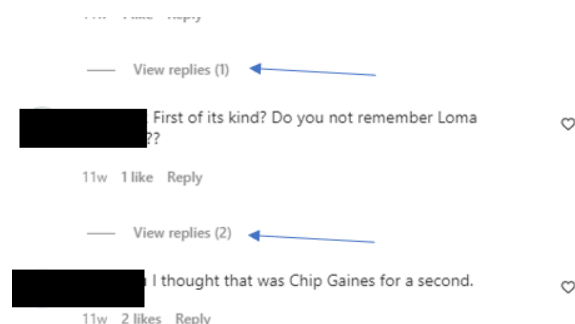 View replies (1)
First of its kind? Do you not remember Loma
??
11w 1 like Reply
View replies (2)
I thought that was Chip Gaines for a second.
11w 2 likes Reply